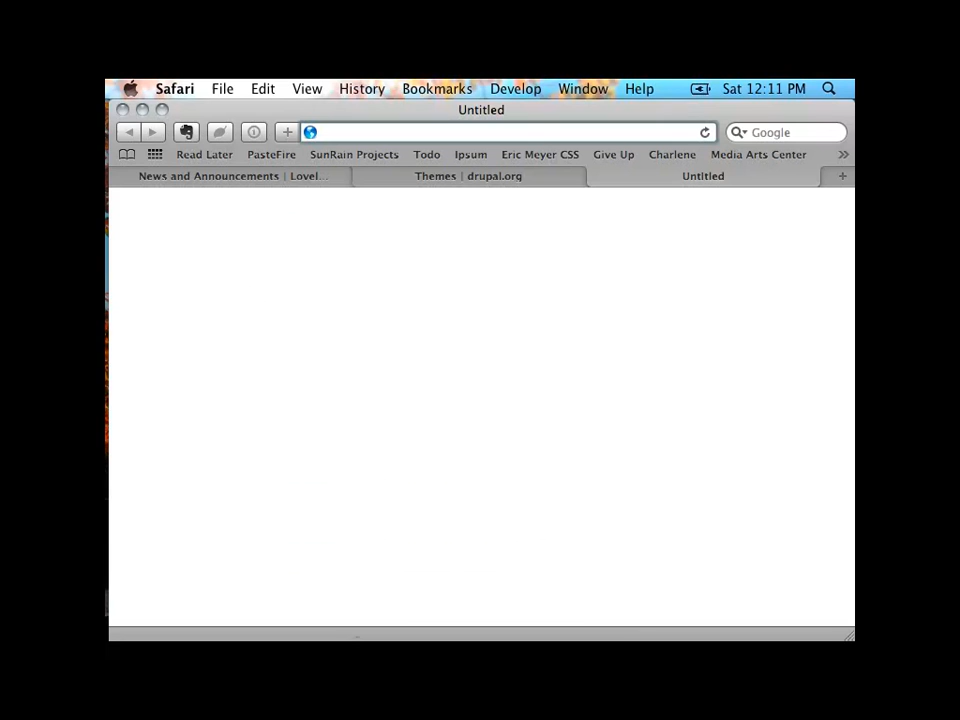 Safari File Edit View History Bookmarks Develop Window Help Sat 12:11 PM
Untitled
Google
Read Later PasteFire SunRain Projects Todo Ipsum Eric Meyer CSS Give Up Charlene Media Arts Center
News and Announcements | Lovel... Themes | drupal.org Untitled